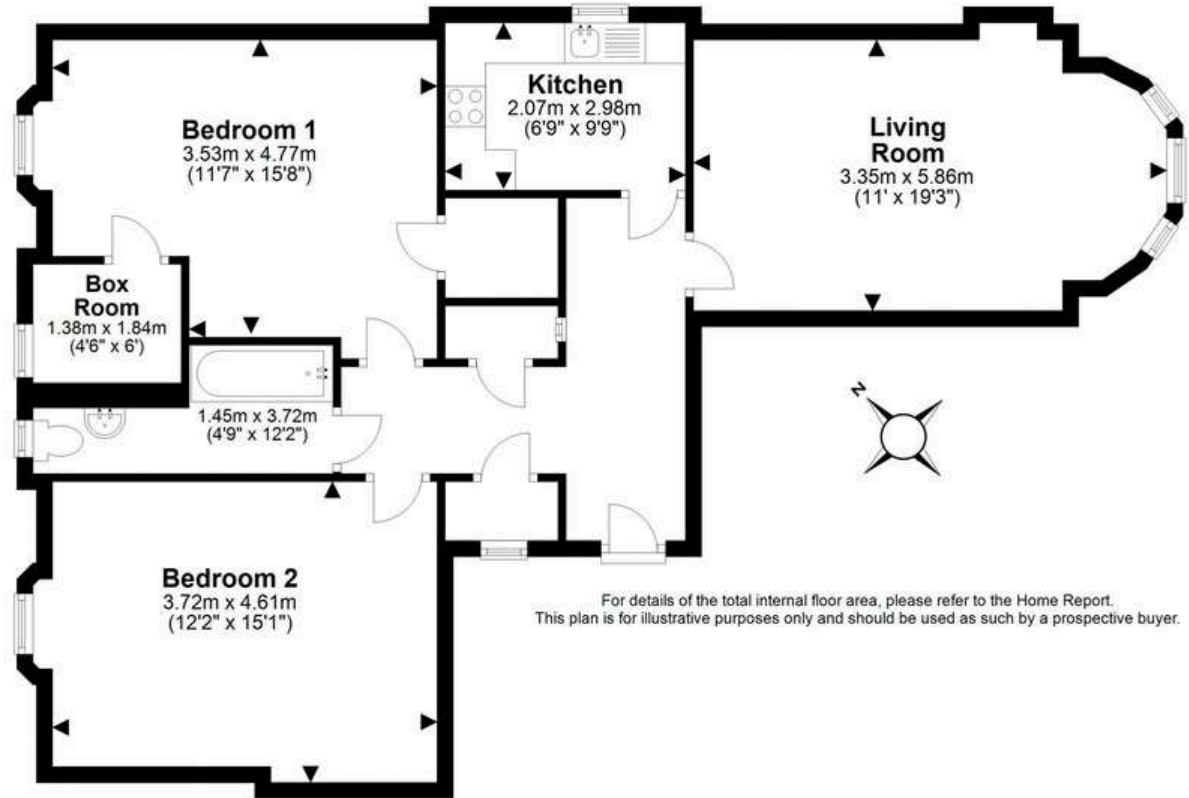 Bedroom 1
3.53m x 4.77m
(11'7" x 15'8")
Kitchen
2.07m x 2.98m
(6'9" x 9'9")
Living
Room
3.35m x 5.86m
(11' x 19'3")
Box
Room
1.38m x 1.84m
(4'6" x 6')
1.45m x 3.72m
(4'9" x 12'2")
N
Bedroom 2
3.72m x 4.61m
(12'2" x 15'1")
For details of the total internal floor area, please refer to the Home Report.
This plan is for illustrative purposes only and should be used as such by a prospective buyer.